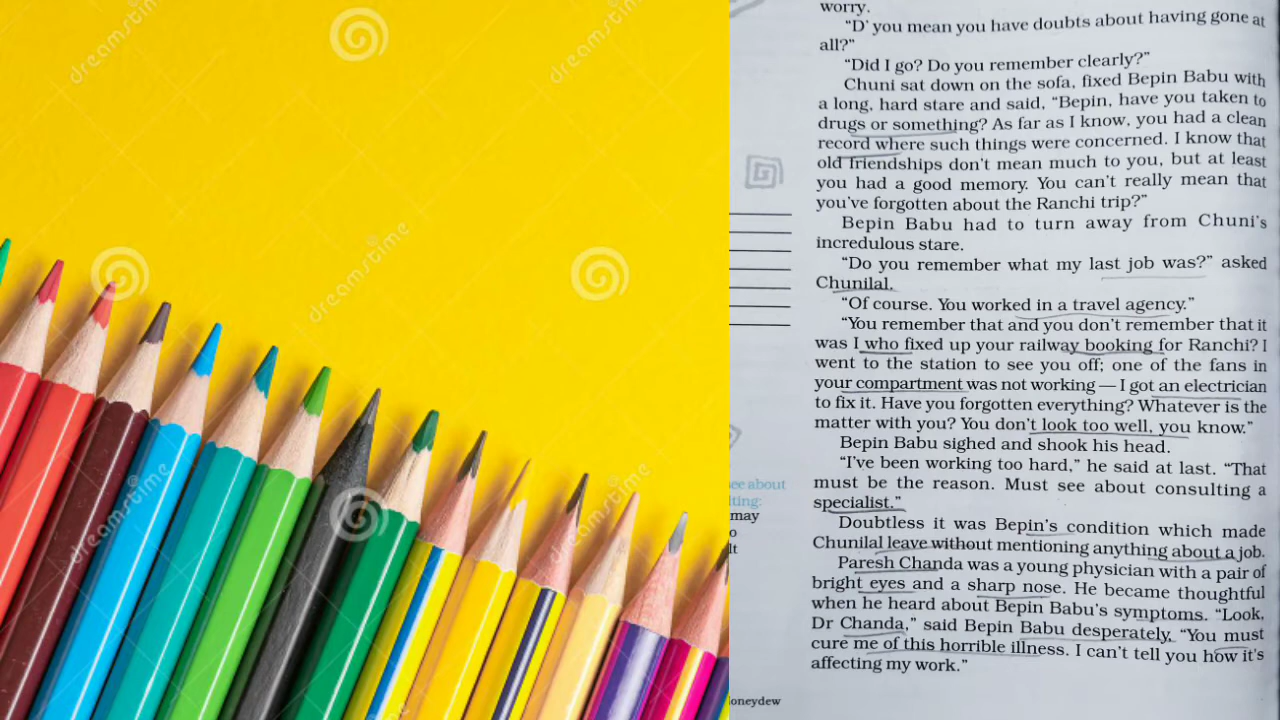 dreamstime
dreamstime
dreamstime
dreamstime
dreamstime
worry.
“D’you mean you have doubts about having gone at
all?”
“Did I go? Do you remember clearly?”
Chuni sat down on the sofa, fixed Bepin Babu with
a long, hard stare and said, “Bepin, have you taken to
drugs or something? As far as I know, you had a clean
record where such things were concerned. I know that
old friendships don’t mean much to you, but at least
you had a good memory. You can’t really mean that
you’ve forgotten about the Ranchi trip?”
Bepin Babu had to turn away from Chuni’s
incredulous stare.
“Do you remember what my last job was?” asked
Chunilal.
“Of course. You worked in a travel agency.”
“You remember that and you don’t remember that it
was I who fixed up your railway booking for Ranchi? I
went to the station to see you off; one of the fans in
your compartment was not working — I got an electrician
to fix it. Have you forgotten everything? Whatever is the
matter with you? You don’t look too well, you know.”
Bepin Babu sighed and shook his head.
“I’ve been working too hard,” he said at last. “That
must be the reason. Must see about consulting a
specialist.”
Doubtless it was Bepin’s condition which made
Chunilal leave without mentioning anything about a job.
Paresh Chanda was a young physician with a pair of
bright eyes and a sharp nose. He became thoughtful
when he heard about Bepin Babu’s symptoms. “Look,
Dr Chanda,” said Bepin Babu desperately, “You must
cure me of this horrible illness. I can’t tell you how it’s
affecting my work.”
see about
lting:
may
o
lt
oneydew